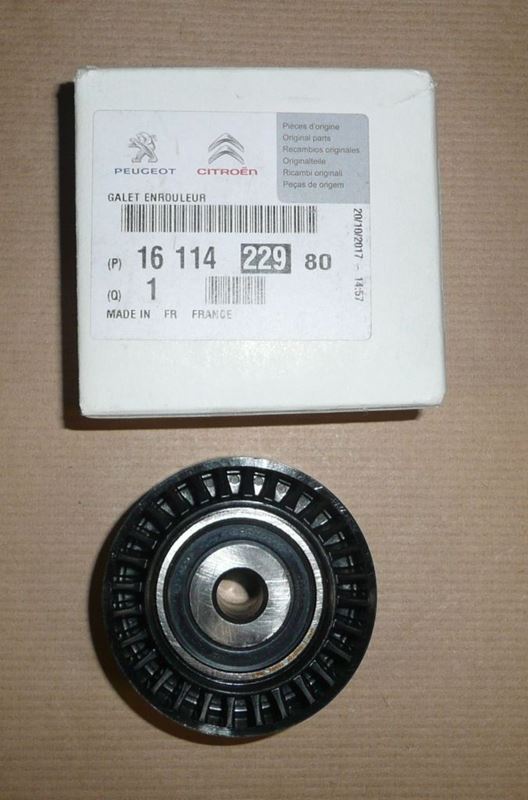 PEUGEOT
CITROËN
Pièces d'origine
Original parts
Recambios originales
Originalteile
Ricambi originali
Peças de origem
GALET ENROULEUR
(P) 16 114 229 80
(Q) 1
MADE IN FR FRANCE
20/10/2017 - 14:57